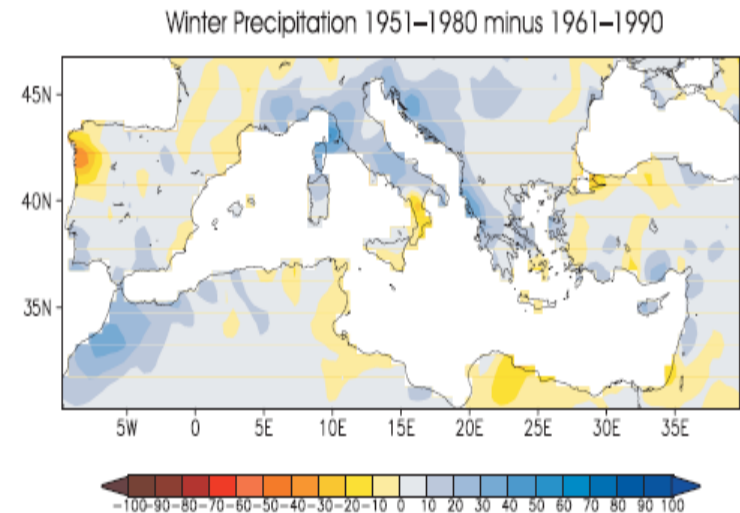 Winter Precipitation 1951–1980 minus 1961–1990
45N
40N
35N
5W 0 5E 10E 15E 20E 25E 30E 35E
−100−90−80−70−60−50−40−30−20−10 0 10 20 30 40 50 60 70 80 90 100